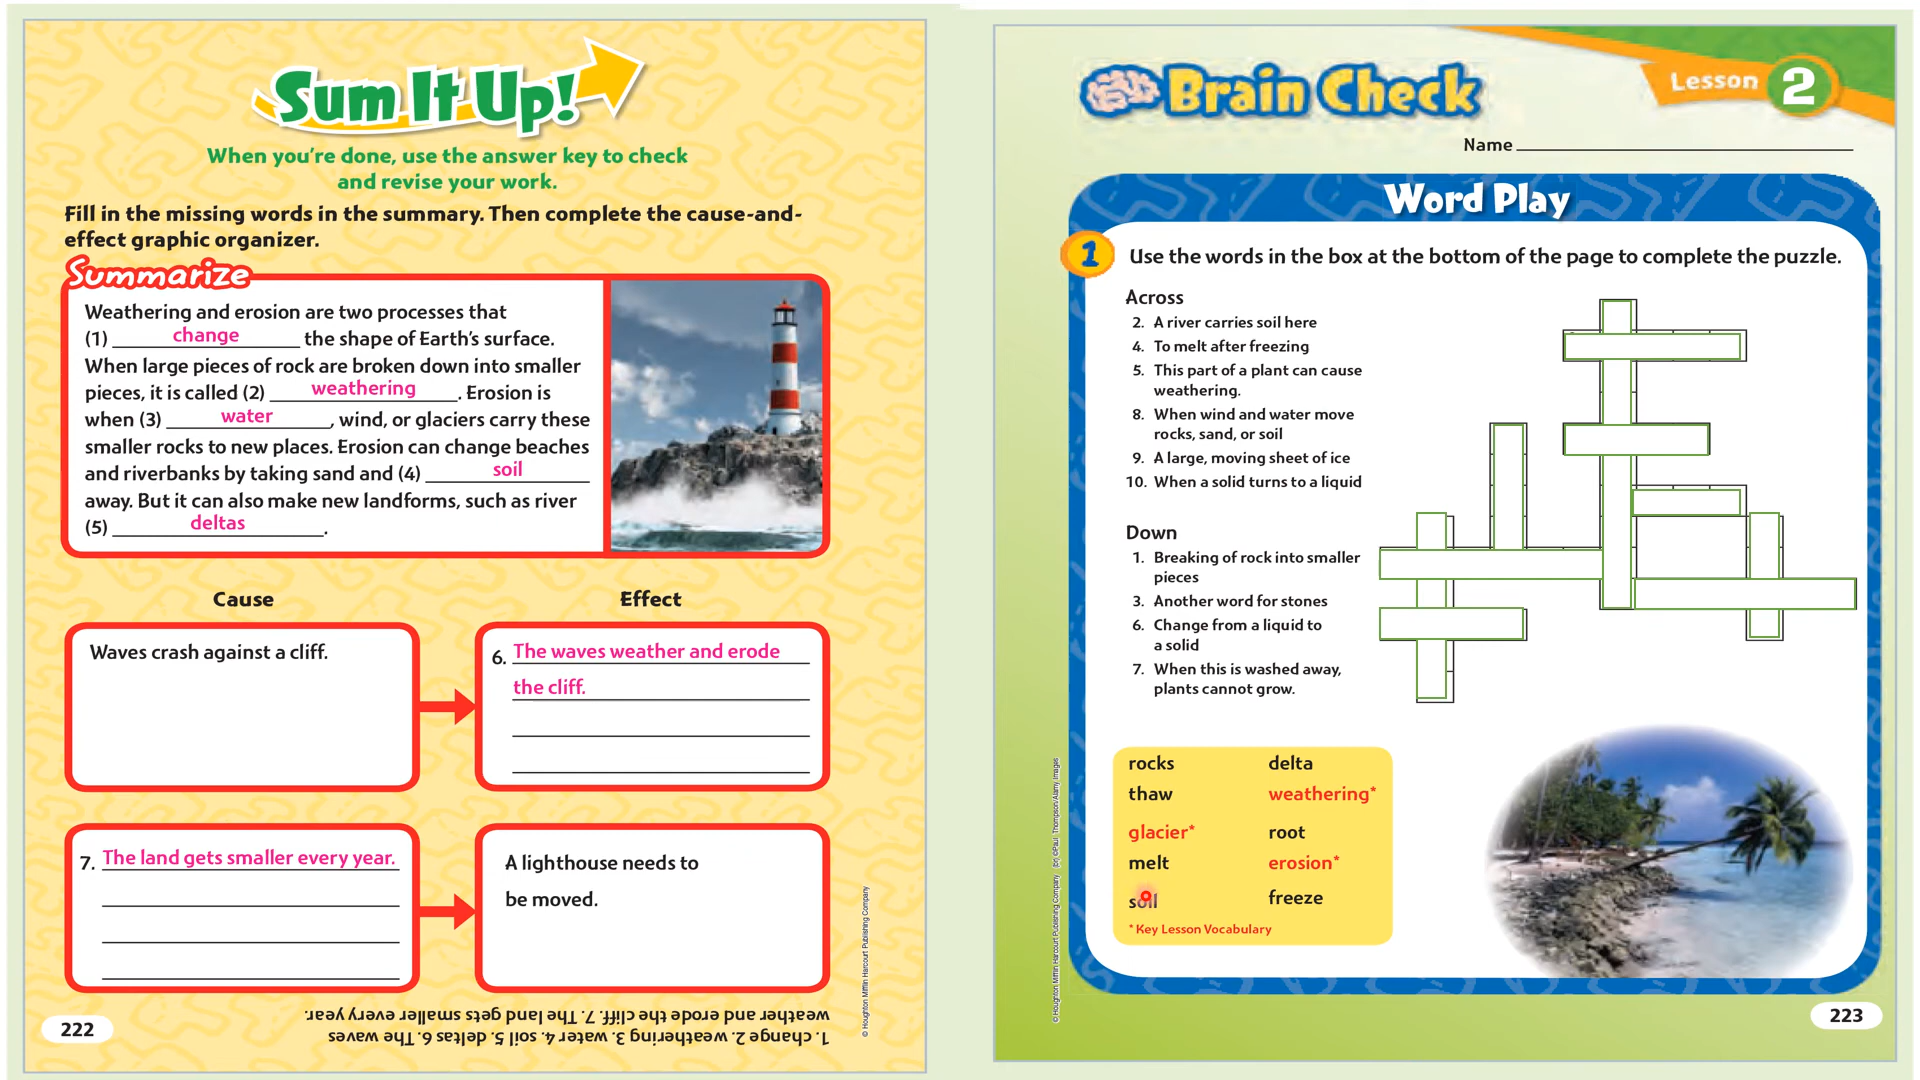 Sum It Up!
When you're done, use the answer key to check
and revise your work.
Fill in the missing words in the summary. Then complete the cause-and-
effect graphic organizer.
Summarize
Weathering and erosion are two processes that
(1) change the shape of Earth's surface.
When large pieces of rock are broken down into smaller
pieces, it is called (2) weathering. Erosion is
when (3) water, wind, or glaciers carry these
smaller rocks to new places. Erosion can change beaches
and riverbanks by taking sand and (4) soil
away. But it can also make new landforms, such as river
(5) deltas.
Cause
Effect
Waves crash against a cliff.
6. The waves weather and erode
the cliff.
7. The land gets smaller every year.
A lighthouse needs to
be moved.
1. change 2. weathering 3. water 4. soil 5. deltas 6. The waves
weather and erode the cliff. 7. The land gets smaller every year.
© Houghton Mifflin Harcourt Publishing Company
222
Brain Check
Lesson 2
Name
Word Play
1 Use the words in the box at the bottom of the page to complete the puzzle.
Across
2. A river carries soil here
4. To melt after freezing
5. This part of a plant can cause
weathering.
8. When wind and water move
rocks, sand, or soil
9. A large, moving sheet of ice
10. When a solid turns to a liquid
Down
1. Breaking of rock into smaller
pieces
3. Another word for stones
6. Change from a liquid to
a solid
7. When this is washed away,
plants cannot grow.
rocks delta
thaw weathering*
glacier* root
melt erosion*
soil freeze
* Key Lesson Vocabulary
© Houghton Mifflin Harcourt Publishing Company (br) ©Paul Thompson/Alamy Images
223